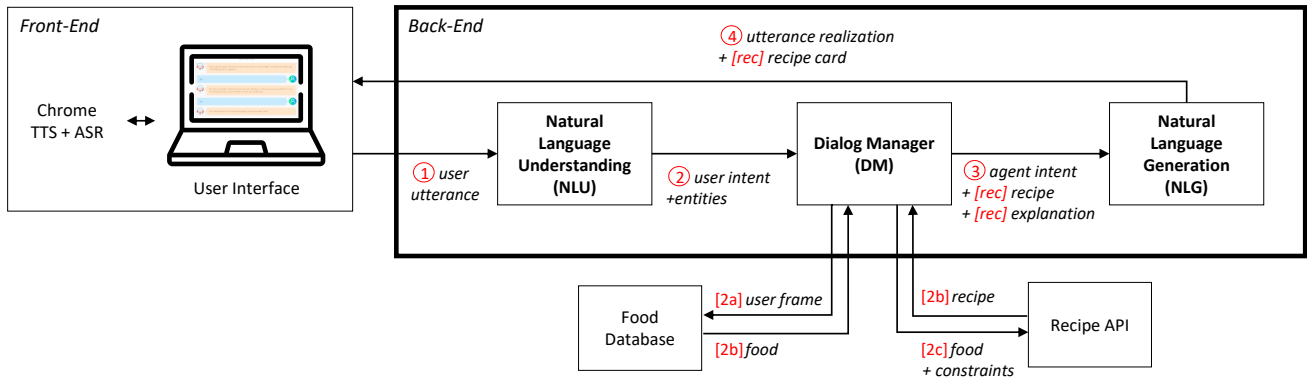 Front-End
Chrome
TTS + ASR
User Interface
Back-End
4 utterance realization
+ [rec] recipe card
1 user
utterance
Natural
Language
Understanding
(NLU)
2 user intent
+entities
Dialog Manager
(DM)
3 agent intent
+ [rec] recipe
+ [rec] explanation
Natural
Language
Generation
(NLG)
Food
Database
[2a] user frame
[2b] food
[2b] recipe
[2c] food
+ constraints
Recipe API